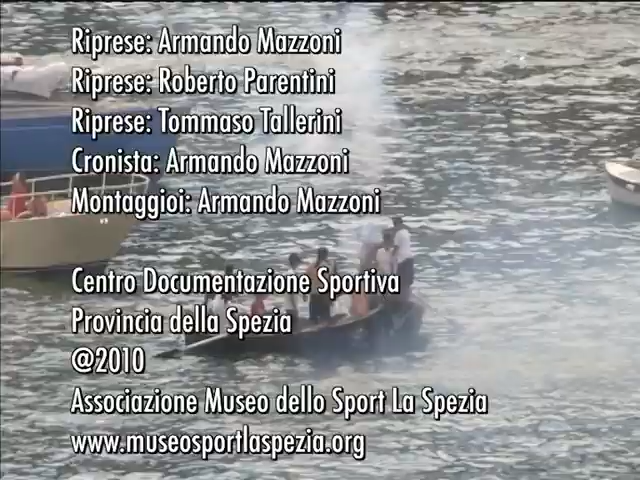 Riprese: Armando Mazzoni
Riprese: Roberto Parentini
Riprese: Tommaso Tallerini
Cronista: Armando Mazzoni
Montaggioi: Armando Mazzoni
Centro Documentazione Sportiva
Provincia della Spezia
@2010
Associazione Museo dello Sport La Spezia
www.museosportlaspezia.org